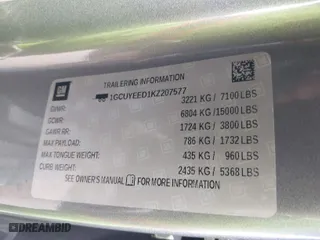 GM
TRAILERING INFORMATION
1GCUYEED1KZ207577
GVWR: 3221 KG / 7100 LBS
GCWR: 6804 KG / 15000 LBS
GAWR RR: 1724 KG / 3800 LBS
MAX PAYLOAD: 786 KG / 1732 LBS
MAX TONGUE WEIGHT: 435 KG / 960 LBS
CURB WEIGHT: 2435 KG / 5368 LBS
SEE OWNER'S MANUAL FOR MORE INFORMATION
DREAMBID